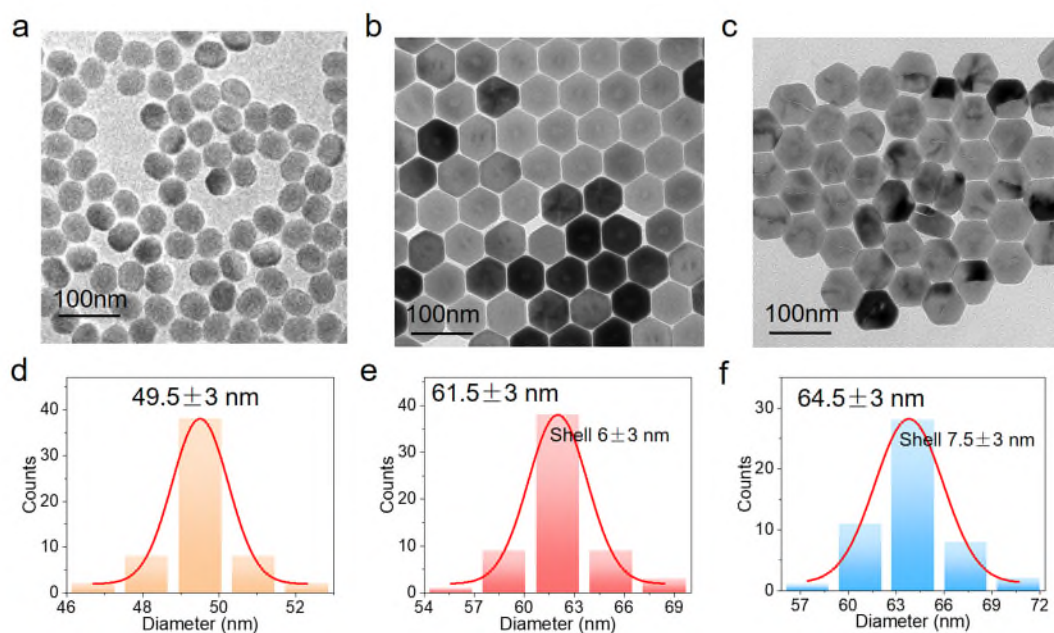 a
b
c
100nm
100nm
100nm
d
49.5±3 nm
Counts
40
30
20
10
0
46
48
50
52
Diameter (nm)
e
61.5±3 nm
Shell 6±3 nm
Counts
40
30
20
10
0
54
57
60
63
66
69
Diameter (nm)
f
64.5±3 nm
Shell 7.5±3 nm
Counts
30
20
10
0
57
60
63
66
69
72
Diameter (nm)